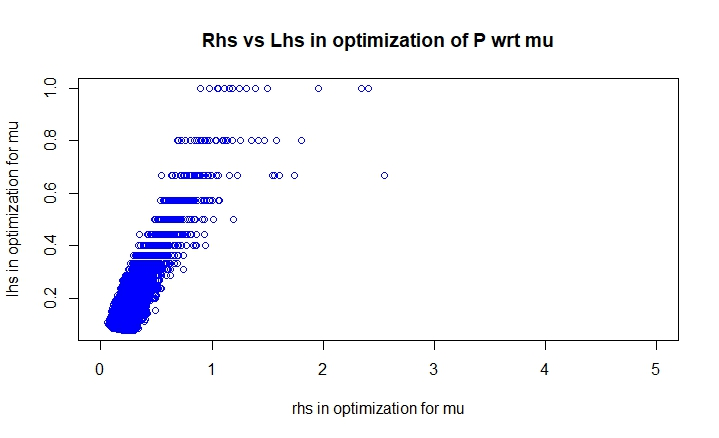 Rhs vs Lhs in optimization of P wrt mu
lhs in optimization for mu
1.0
0.8
0.6
0.4
0.2
0 1 2 3 4 5
rhs in optimization for mu